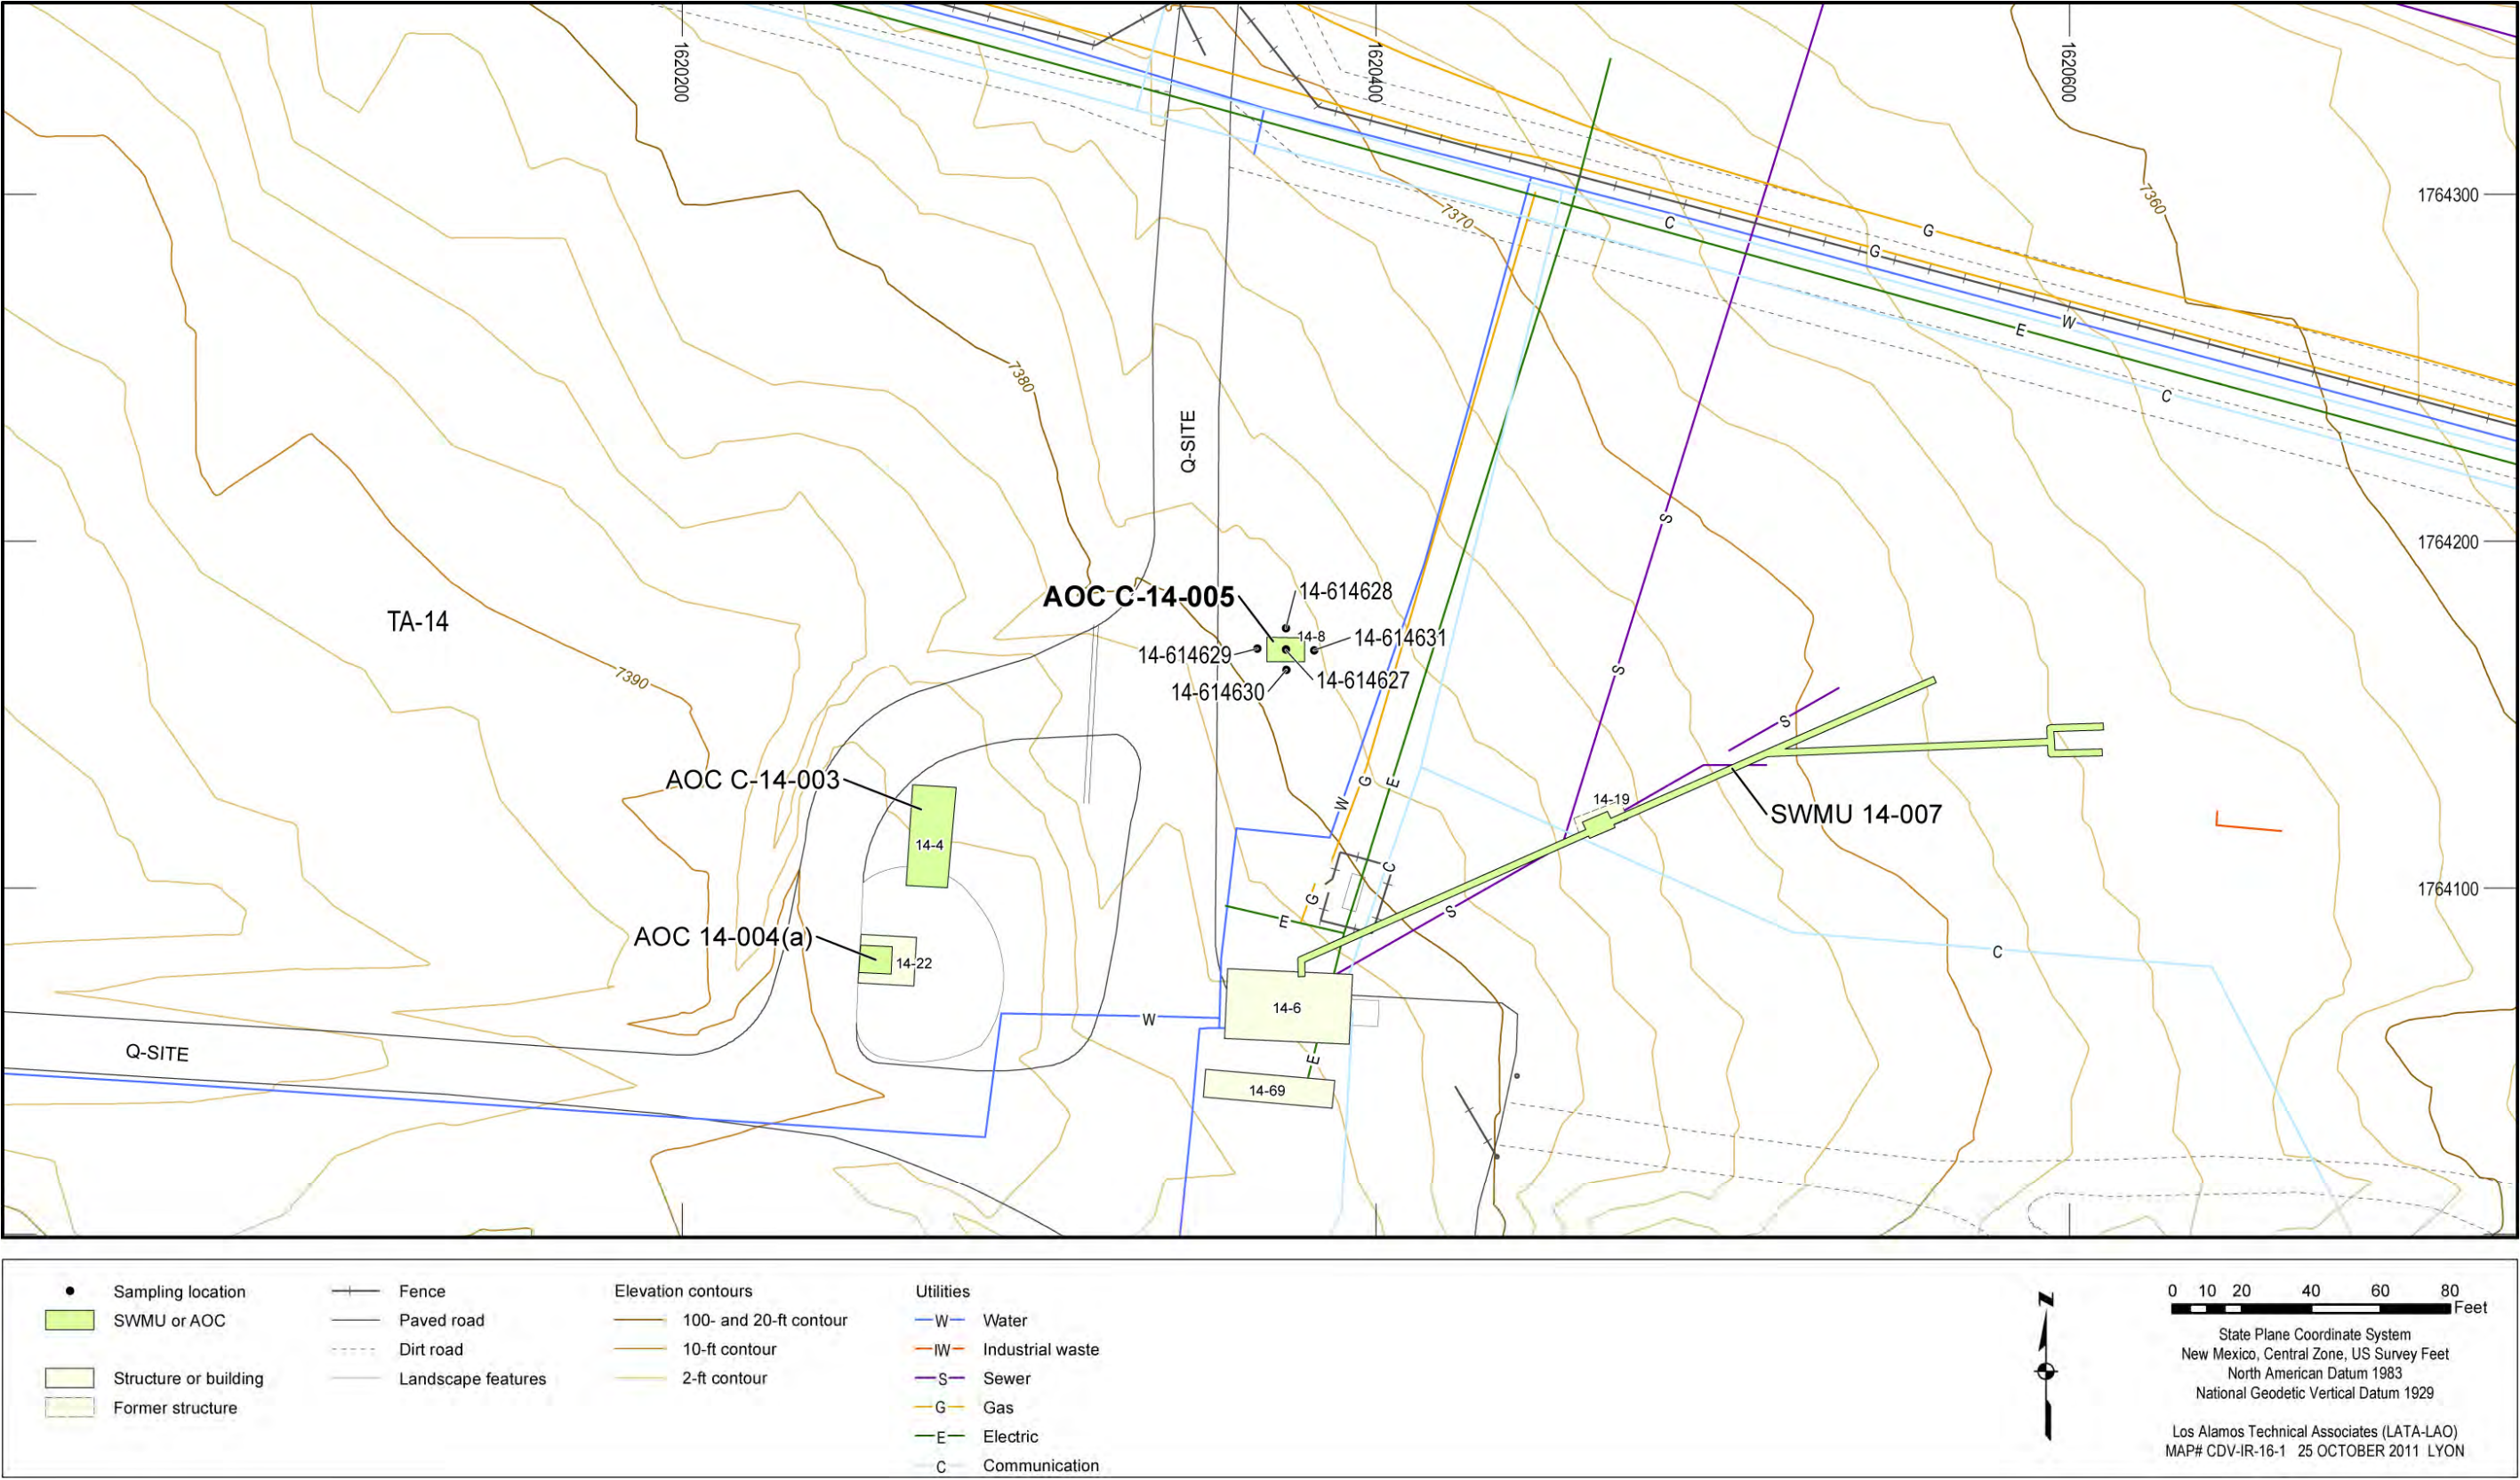 1620200
1620400
1620600
7360
1764300
7370
C
G
G
W
E
C
7380
Q-SITE
S
1764200
AOC C-14-005
14-614628
14-8
14-614631
14-614629
14-614627
14-614630
TA-14
7390
S
S
AOC C-14-003
W
G
E
14-19
SWMU 14-007
14-4
C
G
1764100
S
E
AOC 14-004(a)
14-22
C
14-6
W
Q-SITE
E
14-69
Sampling location
SWMU or AOC
Structure or building
Former structure
Fence
Paved road
Dirt road
Landscape features
Elevation contours
100- and 20-ft contour
10-ft contour
2-ft contour
Utilities
W Water
IW Industrial waste
S Sewer
G Gas
E Electric
C Communication
N
0 10 20 40 60 80
Feet
State Plane Coordinate System
New Mexico, Central Zone, US Survey Feet
North American Datum 1983
National Geodetic Vertical Datum 1929
Los Alamos Technical Associates (LATA-LAO)
MAP# CDV-IR-16-1 25 OCTOBER 2011 LYON